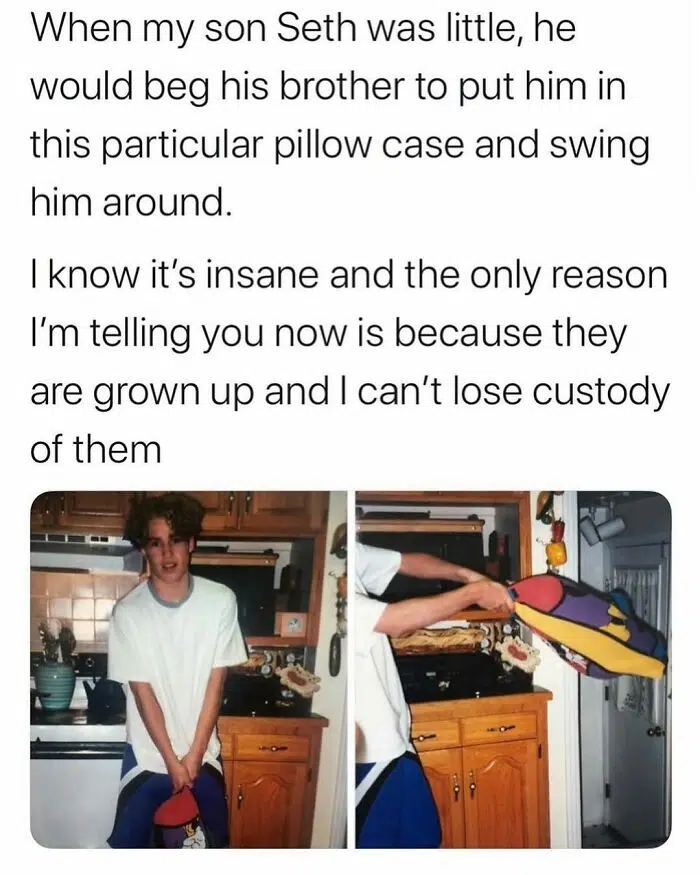 When my son Seth was little, he
would beg his brother to put him in
this particular pillow case and swing
him around.
I know it's insane and the only reason
I'm telling you now is because they
are grown up and I can't lose custody
of them